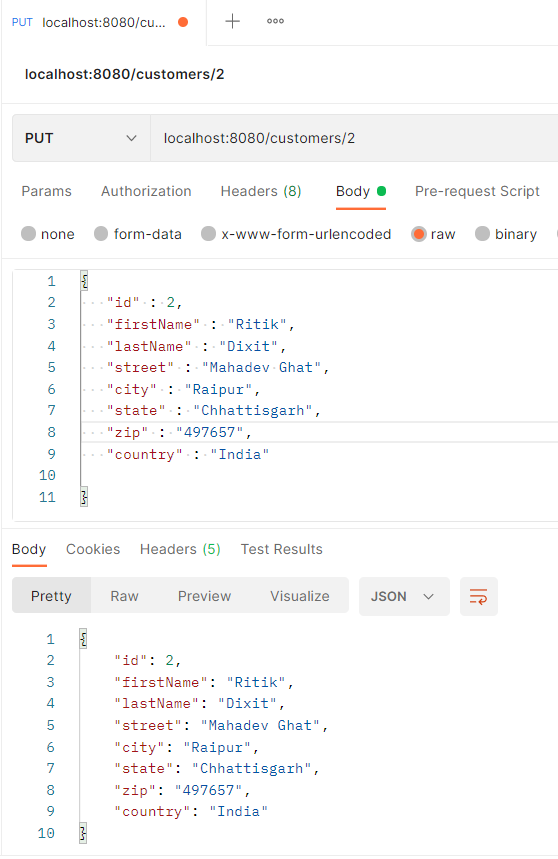 PUT localhost:8080/cu...
localhost:8080/customers/2
PUT localhost:8080/customers/2
Params Authorization Headers (8) Body Pre-request Script
none form-data x-www-form-urlencoded raw binary
1 {
2 "id" : 2,
3 "firstName" : "Ritik",
4 "lastName" : "Dixit",
5 "street" : "Mahadev Ghat",
6 "city" : "Raipur",
7 "state" : "Chhattisgarh",
8 "zip" : "497657",
9 "country" : "India"
10
11 }
Body Cookies Headers (5) Test Results
Pretty Raw Preview Visualize JSON
1 {
2 "id": 2,
3 "firstName": "Ritik",
4 "lastName": "Dixit",
5 "street": "Mahadev Ghat",
6 "city": "Raipur",
7 "state": "Chhattisgarh",
8 "zip": "497657",
9 "country": "India"
10 }